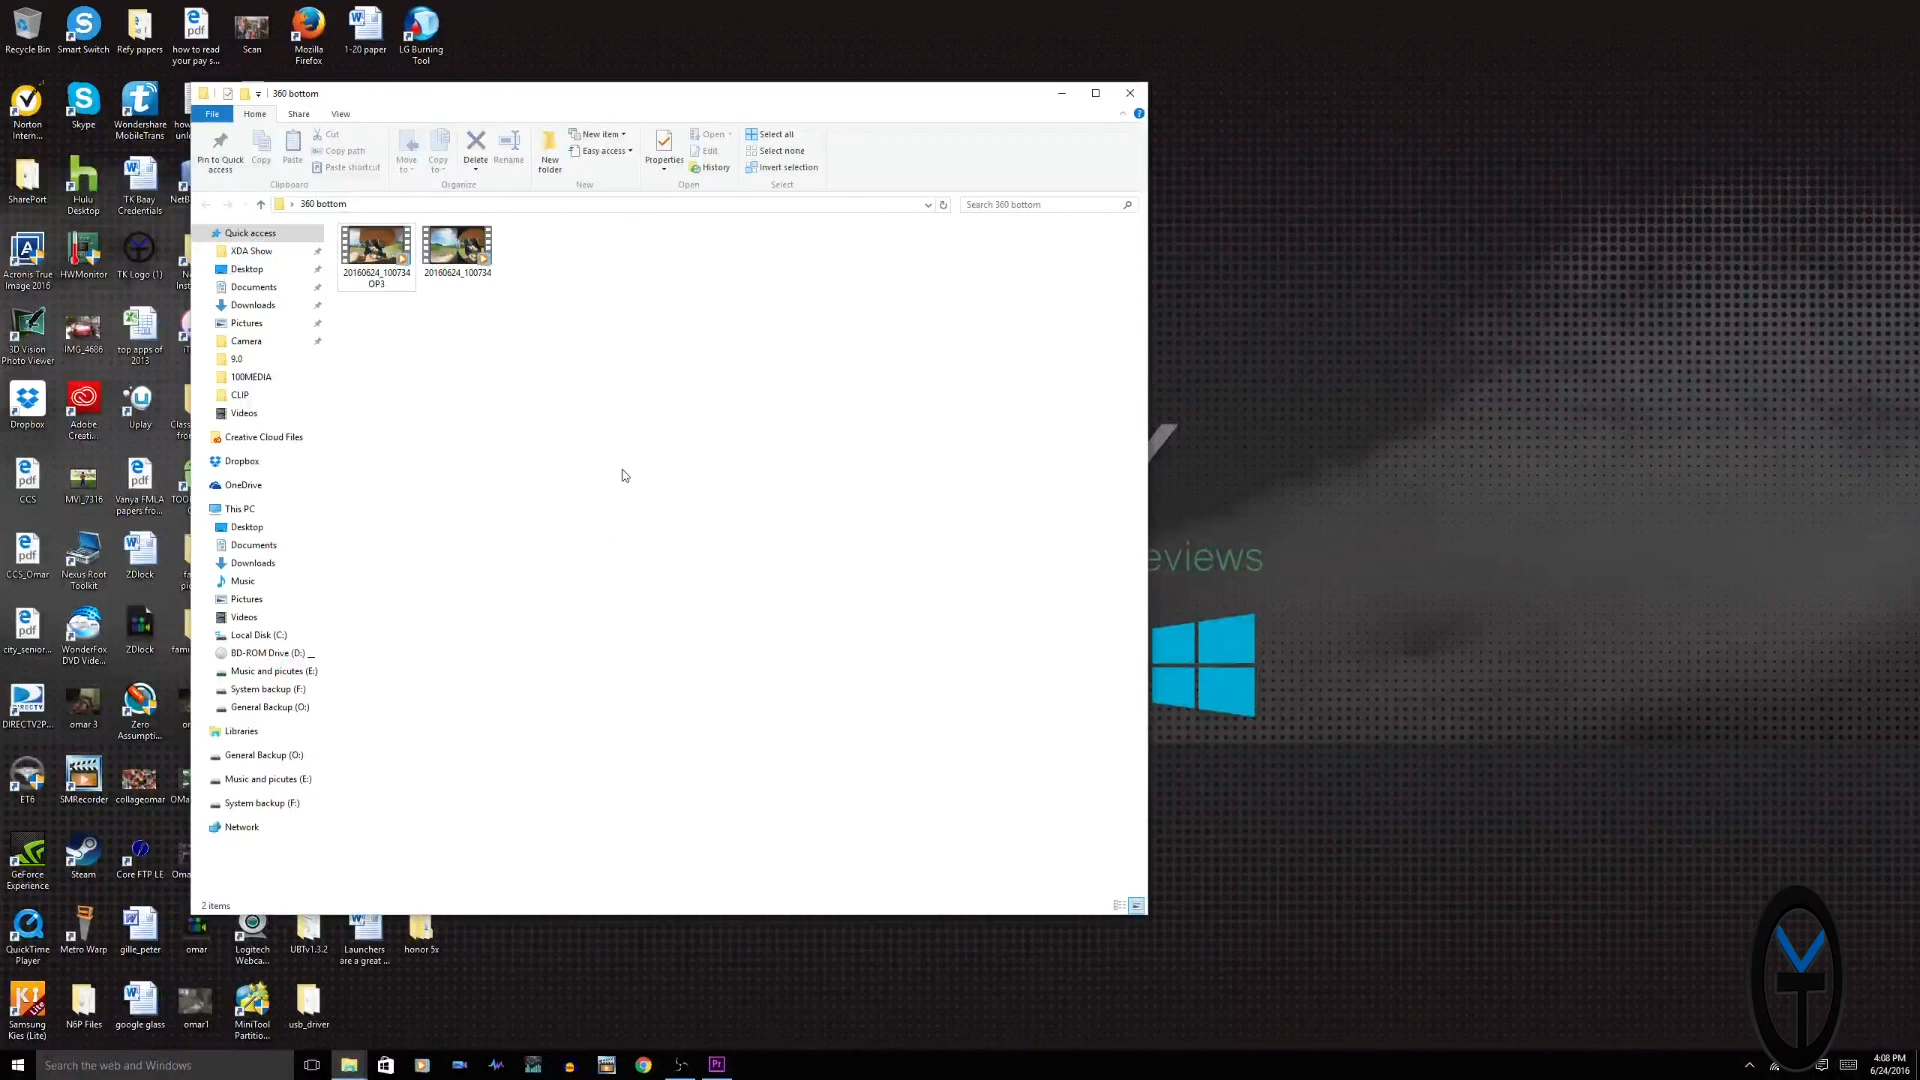 Recycle Bin
Smart Switch
Refy papers
how to read
your pay s...
Scan
Mozilla
Firefox
1-20 paper
LG Burning
Tool
Norton
Intern...
Skype
Wondershare
MobileTrans
SharePort
Hulu
Desktop
TK Baay
Credentials
Acronis True
Image 2016
HWMonitor
TK Logo (1)
3D Vision
Photo Viewer
IMG_4686
top apps of
2013
Dropbox
Adobe
Creati...
Uplay
CCS
MVI_7316
Vanya FMLA
papers fro...
CCS_Omar
Nexus Root
Toolkit
ZDlock
city_senior...
WonderFox
DVD Vide...
ZDlock
DIRECTV2P...
omar 3
Zero
Assumpti...
ET6
SMRecorder
collageomar
GeForce
Experience
Steam
Core FTP LE
QuickTime
Player
Metro Warp
gille_peter
omar
Logitech
Webca...
UBTv1.3.2
Launchers
are a great ...
honor 5x
Samsung
Kies (Lite)
N6P Files
google glass
omar1
MiniTool
Partitio...
usb_driver
360 bottom
File
Home
Share
View
Pin to Quick
access
Copy
Paste
Cut
Copy path
Paste shortcut
Clipboard
Move
to
Copy
to
Delete
Rename
Organize
New
folder
New item
Easy access
New
Properties
Open
Edit
History
Open
Select all
Select none
Invert selection
Select
360 bottom
Search 360 bottom
Quick access
XDA Show
Desktop
Documents
Downloads
Pictures
Camera
9.0
100MEDIA
CLIP
Videos
Creative Cloud Files
Dropbox
OneDrive
This PC
Desktop
Documents
Downloads
Music
Pictures
Videos
Local Disk (C:)
BD-ROM Drive (D:) __
Music and picutes (E:)
System backup (F:)
General Backup (O:)
Libraries
General Backup (O:)
Music and picutes (E:)
System backup (F:)
Network
20160624_100734
OP3
20160624_100734
2 items
eviews
Search the web and Windows
4:08 PM
6/24/2016